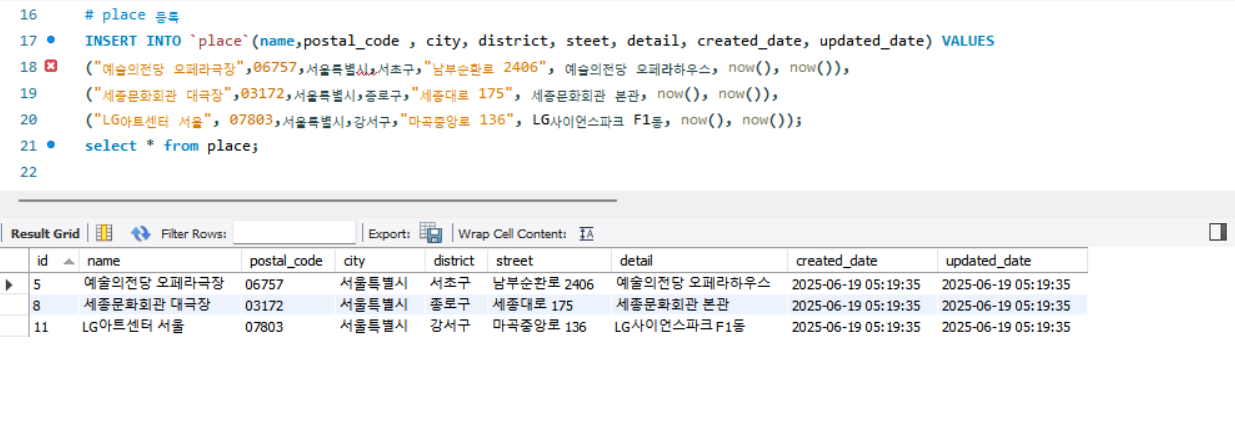 16 # place 등록
17 INSERT INTO `place`(name,postal_code , city, district, steet, detail, created_date, updated_date) VALUES
18 ("예술의전당 오페라극장",06757,서울특별시,서초구,"남부순환로 2406", 예술의전당 오페라하우스, now(), now()),
19 ("세종문화회관 대극장",03172,서울특별시,종로구,"세종대로 175", 세종문화회관 본관, now(), now()),
20 ("LG아트센터 서울", 07803,서울특별시,강서구,"마곡중앙로 136", LG사이언스파크 F1동, now(), now());
21 select * from place;
22
Result Grid Filter Rows: Export: Wrap Cell Content: IA
id name postal_code city district street detail created_date updated_date
5 예술의전당 오페라극장 06757 서울특별시 서초구 남부순환로 2406 예술의전당 오페라하우스 2025-06-19 05:19:35 2025-06-19 05:19:35
8 세종문화회관 대극장 03172 서울특별시 종로구 세종대로 175 세종문화회관 본관 2025-06-19 05:19:35 2025-06-19 05:19:35
11 LG아트센터 서울 07803 서울특별시 강서구 마곡중앙로 136 LG사이언스파크 F1동 2025-06-19 05:19:35 2025-06-19 05:19:35